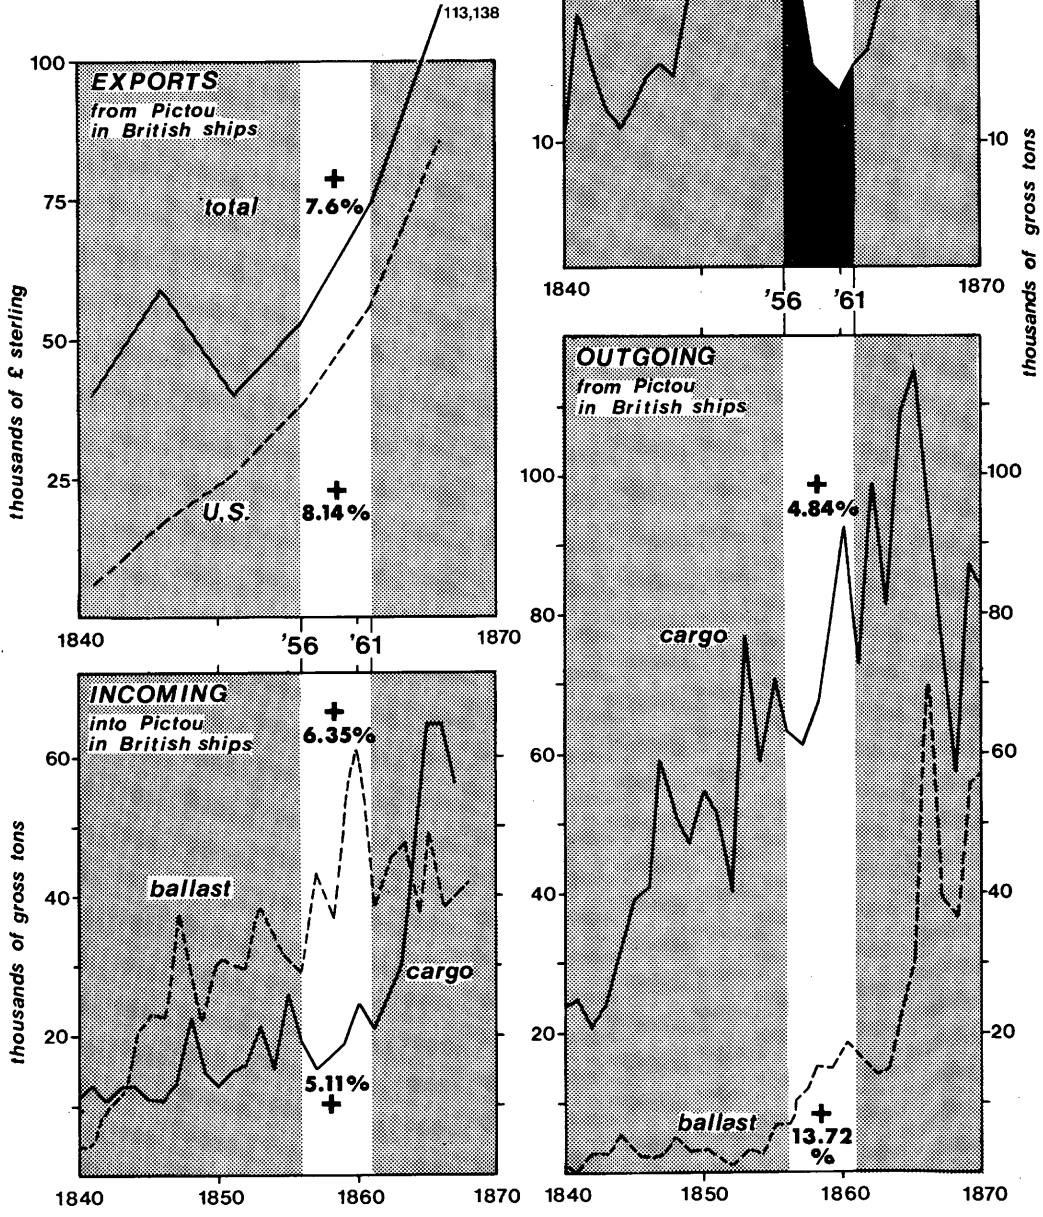 113,138
100
EXPORTS
from Pictou
in British ships
+
7.6%
75
total
50
25
U.S.
+
8.14%
thousands of £ sterling
1840
'56
'61
1870
INCOMING
into Pictou
in British ships
+
6.35%
60
ballast
40
cargo
20
5.11%
+
thousands of gross tons
1840
1850
1860
1870
10
10
thousands of gross tons
1840
'56
'61
1870
OUTGOING
from Pictou
in British ships
100
+
4.84%
100
80
cargo
80
60
60
40
40
20
20
ballast
+
13.72
%
1840
1850
1860
1870